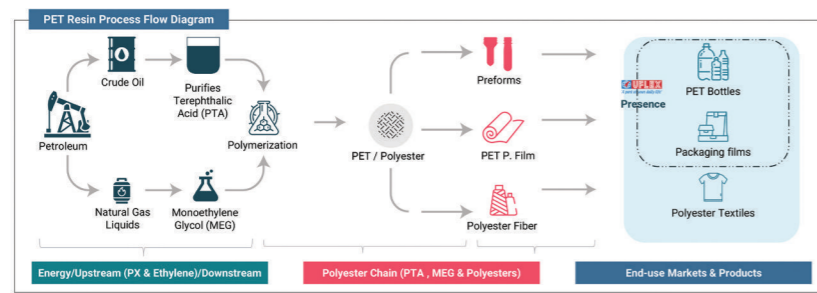 PET Resin Process Flow Diagram
Crude Oil
Purifies
Terephthalic
Acid (PTA)
Petroleum
Polymerization
Natural Gas
Liquids
Monoethylene
Glycol (MEG)
PET / Polyester
Preforms
PET P. Film
Polyester Fiber
UFLEX
Presence
PET Bottles
Packaging films
Polyester Textiles
Energy/Upstream (PX & Ethylene)/Downstream
Polyester Chain (PTA , MEG & Polyesters)
End-use Markets & Products